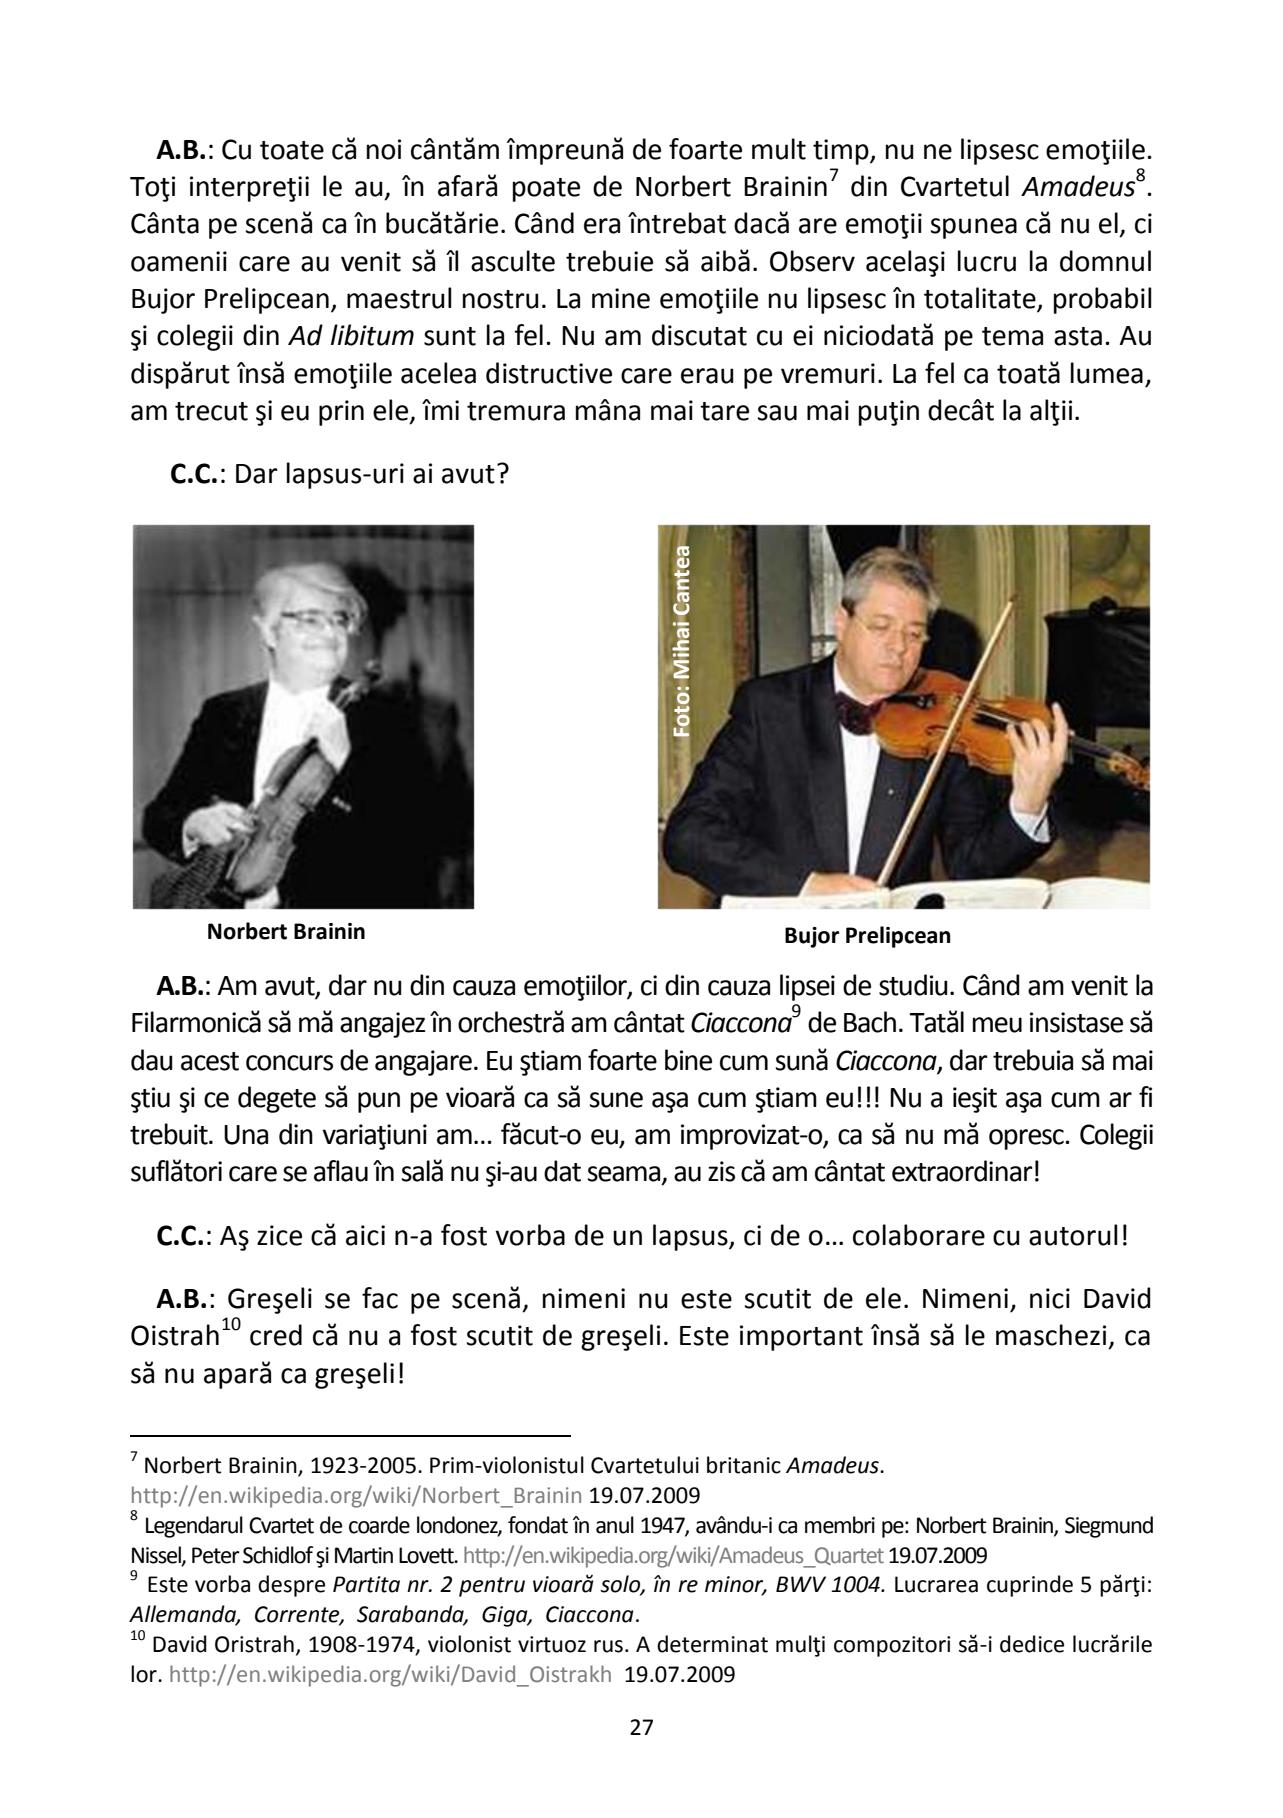 A.B.: Cu toate că noi cântăm împreună de foarte mult timp, nu ne lipsesc emoţiile.
Toţi interpreţii le au, în afară poate de Norbert Brainin7 din Cvartetul Amadeus8.
Cânta pe scenă ca în bucătărie. Când era întrebat dacă are emoţii spunea că nu el, ci
oamenii care au venit să îl asculte trebuie să aibă. Observ acelaşi lucru la domnul
Bujor Prelipcean, maestrul nostru. La mine emoţiile nu lipsesc în totalitate, probabil
şi colegii din Ad libitum sunt la fel. Nu am discutat cu ei niciodată pe tema asta. Au
dispărut însă emoţiile acelea distructive care erau pe vremuri. La fel ca toată lumea,
am trecut şi eu prin ele, îmi tremura mâna mai tare sau mai puţin decât la alţii.
C.C.: Dar lapsus-uri ai avut?
Foto: Mihai Cantea
Norbert Brainin
Bujor Prelipcean
A.B.: Am avut, dar nu din cauza emoţiilor, ci din cauza lipsei de studiu. Când am venit la
Filarmonică să mă angajez în orchestră am cântat Ciaccona9 de Bach. Tatăl meu insistase să
dau acest concurs de angajare. Eu ştiam foarte bine cum sună Ciaccona, dar trebuia să mai
ştiu şi ce degete să pun pe vioară ca să sune aşa cum ştiam eu!!! Nu a ieşit aşa cum ar fi
trebuit. Una din variaţiuni am... făcut-o eu, am improvizat-o, ca să nu mă opresc. Colegii
suflători care se aflau în sală nu şi-au dat seama, au zis că am cântat extraordinar!
C.C.: Aş zice că aici n-a fost vorba de un lapsus, ci de o... colaborare cu autorul!
A.B.: Greşeli se fac pe scenă, nimeni nu este scutit de ele. Nimeni, nici David
Oistrah10 cred că nu a fost scutit de greşeli. Este important însă să le maschezi, ca
să nu apară ca greşeli!
7 Norbert Brainin, 1923-2005. Prim-violonistul Cvartetului britanic Amadeus.
http://en.wikipedia.org/wiki/Norbert_Brainin 19.07.2009
8 Legendarul Cvartet de coarde londonez, fondat în anul 1947, avându-i ca membri pe: Norbert Brainin, Siegmund
Nissel, Peter Schidlof şi Martin Lovett. http://en.wikipedia.org/wiki/Amadeus_Quartet 19.07.2009
9 Este vorba despre Partita nr. 2 pentru vioară solo, în re minor, BWV 1004. Lucrarea cuprinde 5 părţi:
Allemanda, Corrente, Sarabanda, Giga, Ciaccona.
10 David Oristrah, 1908-1974, violonist virtuoz rus. A determinat mulţi compozitori să-i dedice lucrările
lor. http://en.wikipedia.org/wiki/David_Oistrakh 19.07.2009
27